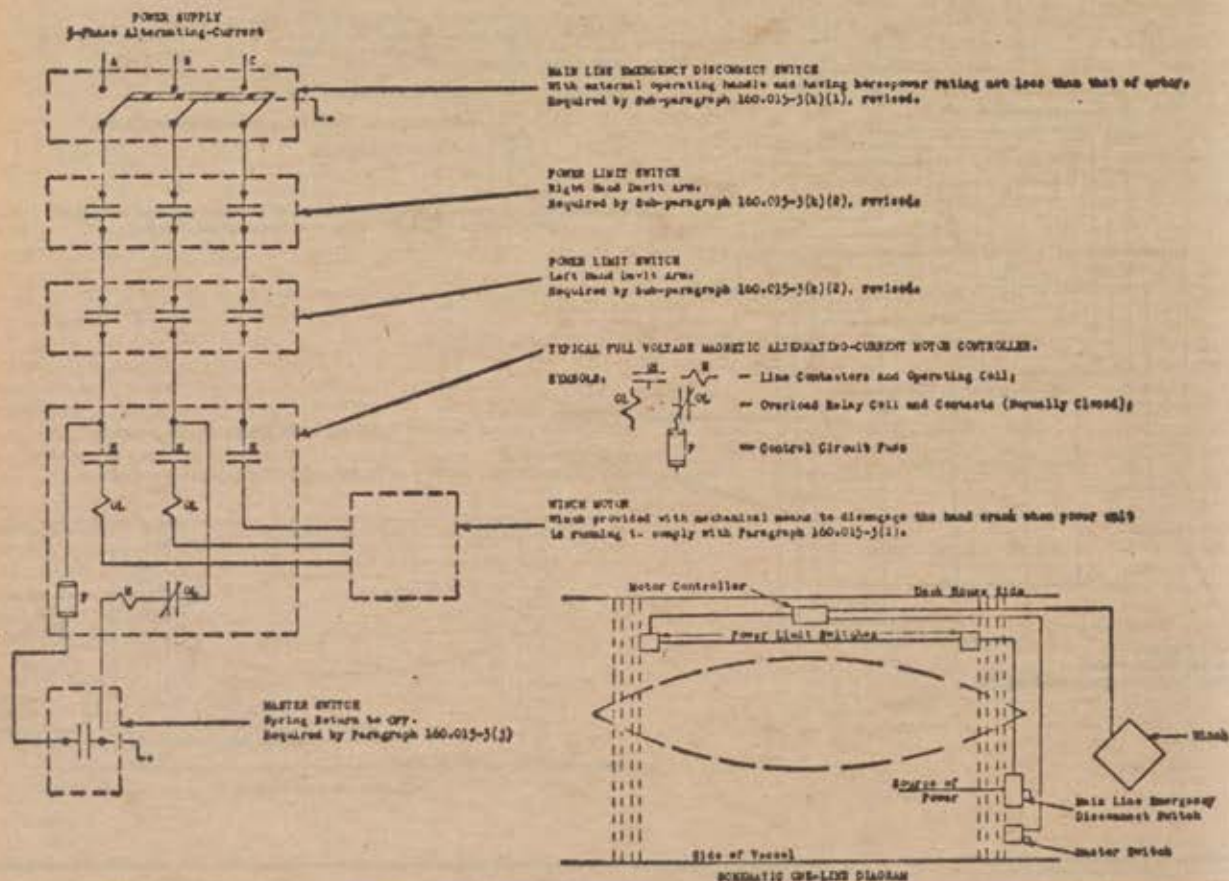 POWER SUPPLY
3-Phase Alternating-Current
A B C
MAIN LINE EMERGENCY DISCONNECT SWITCH
With external operating handle and having horsepower rating not less than that of motor.
Required by Sub-paragraph 160.015-3(k)(1), revised.
POWER LIMIT SWITCH
Right Hand Davit Arm.
Required by Sub-paragraph 160.015-3(k)(2), revised.
POWER LIMIT SWITCH
Left Hand Davit Arm.
Required by Sub-paragraph 160.015-3(k)(2), revised.
TYPICAL FULL VOLTAGE MAGNETIC ALTERNATING-CURRENT MOTOR CONTROLLER.
SYMBOLS:
M — Line Contactors and Operating Coil;
OL OL — Overload Relay Coil and Contacts (Normally Closed);
F — Control Circuit Fuse
M M M
OL OL
WINCH MOTOR
Winch provided with mechanical means to disengage the hand crank when power unit
is running to comply with Paragraph 160.015-3(i).
F M OL
MASTER SWITCH
Spring Return to OFF.
Required by Paragraph 160.015-3(j)
Motor Controller
Deck House Side
Power Limit Switches
Winch
Source of
Power
Main Line Emergency
Disconnect Switch
Master Switch
Side of Vessel
SCHEMATIC ONE-LINE DIAGRAM